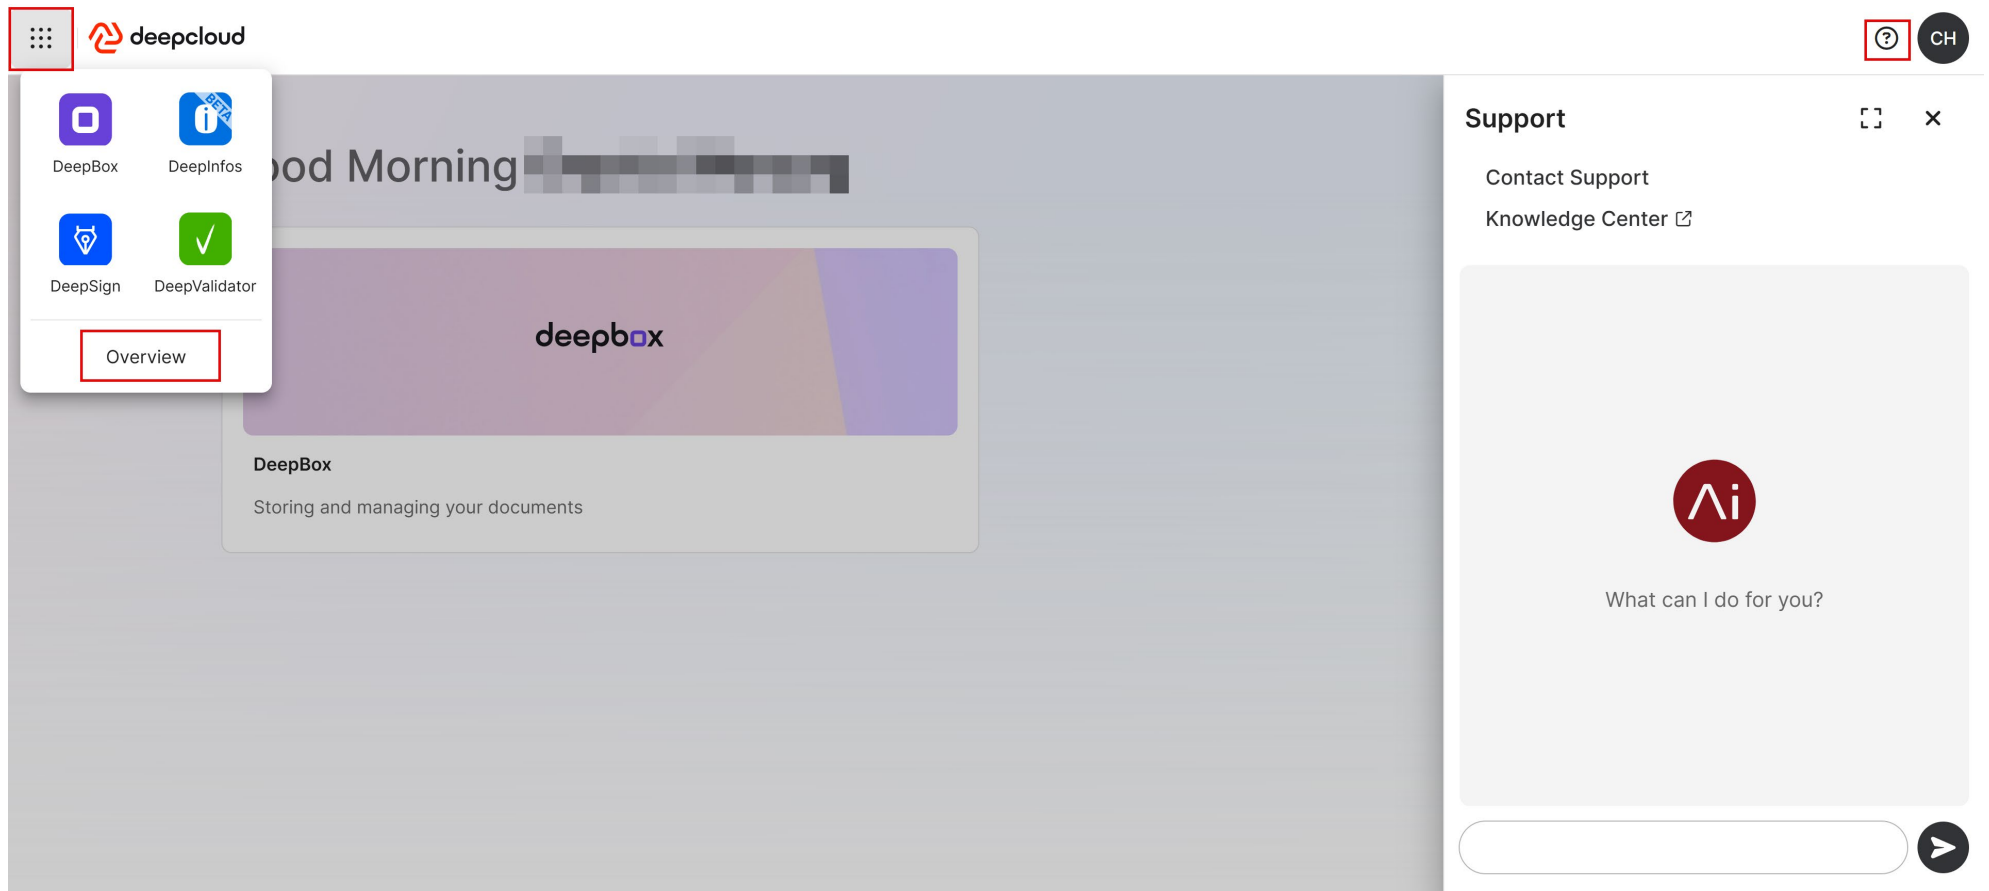 deepcloud
CH
DeepBox
DeepInfos
BETA
DeepSign
DeepValidator
Overview
ood Morning
deepbox
DeepBox
Storing and managing your documents
Support
Contact Support
Knowledge Center
Ai
What can I do for you?